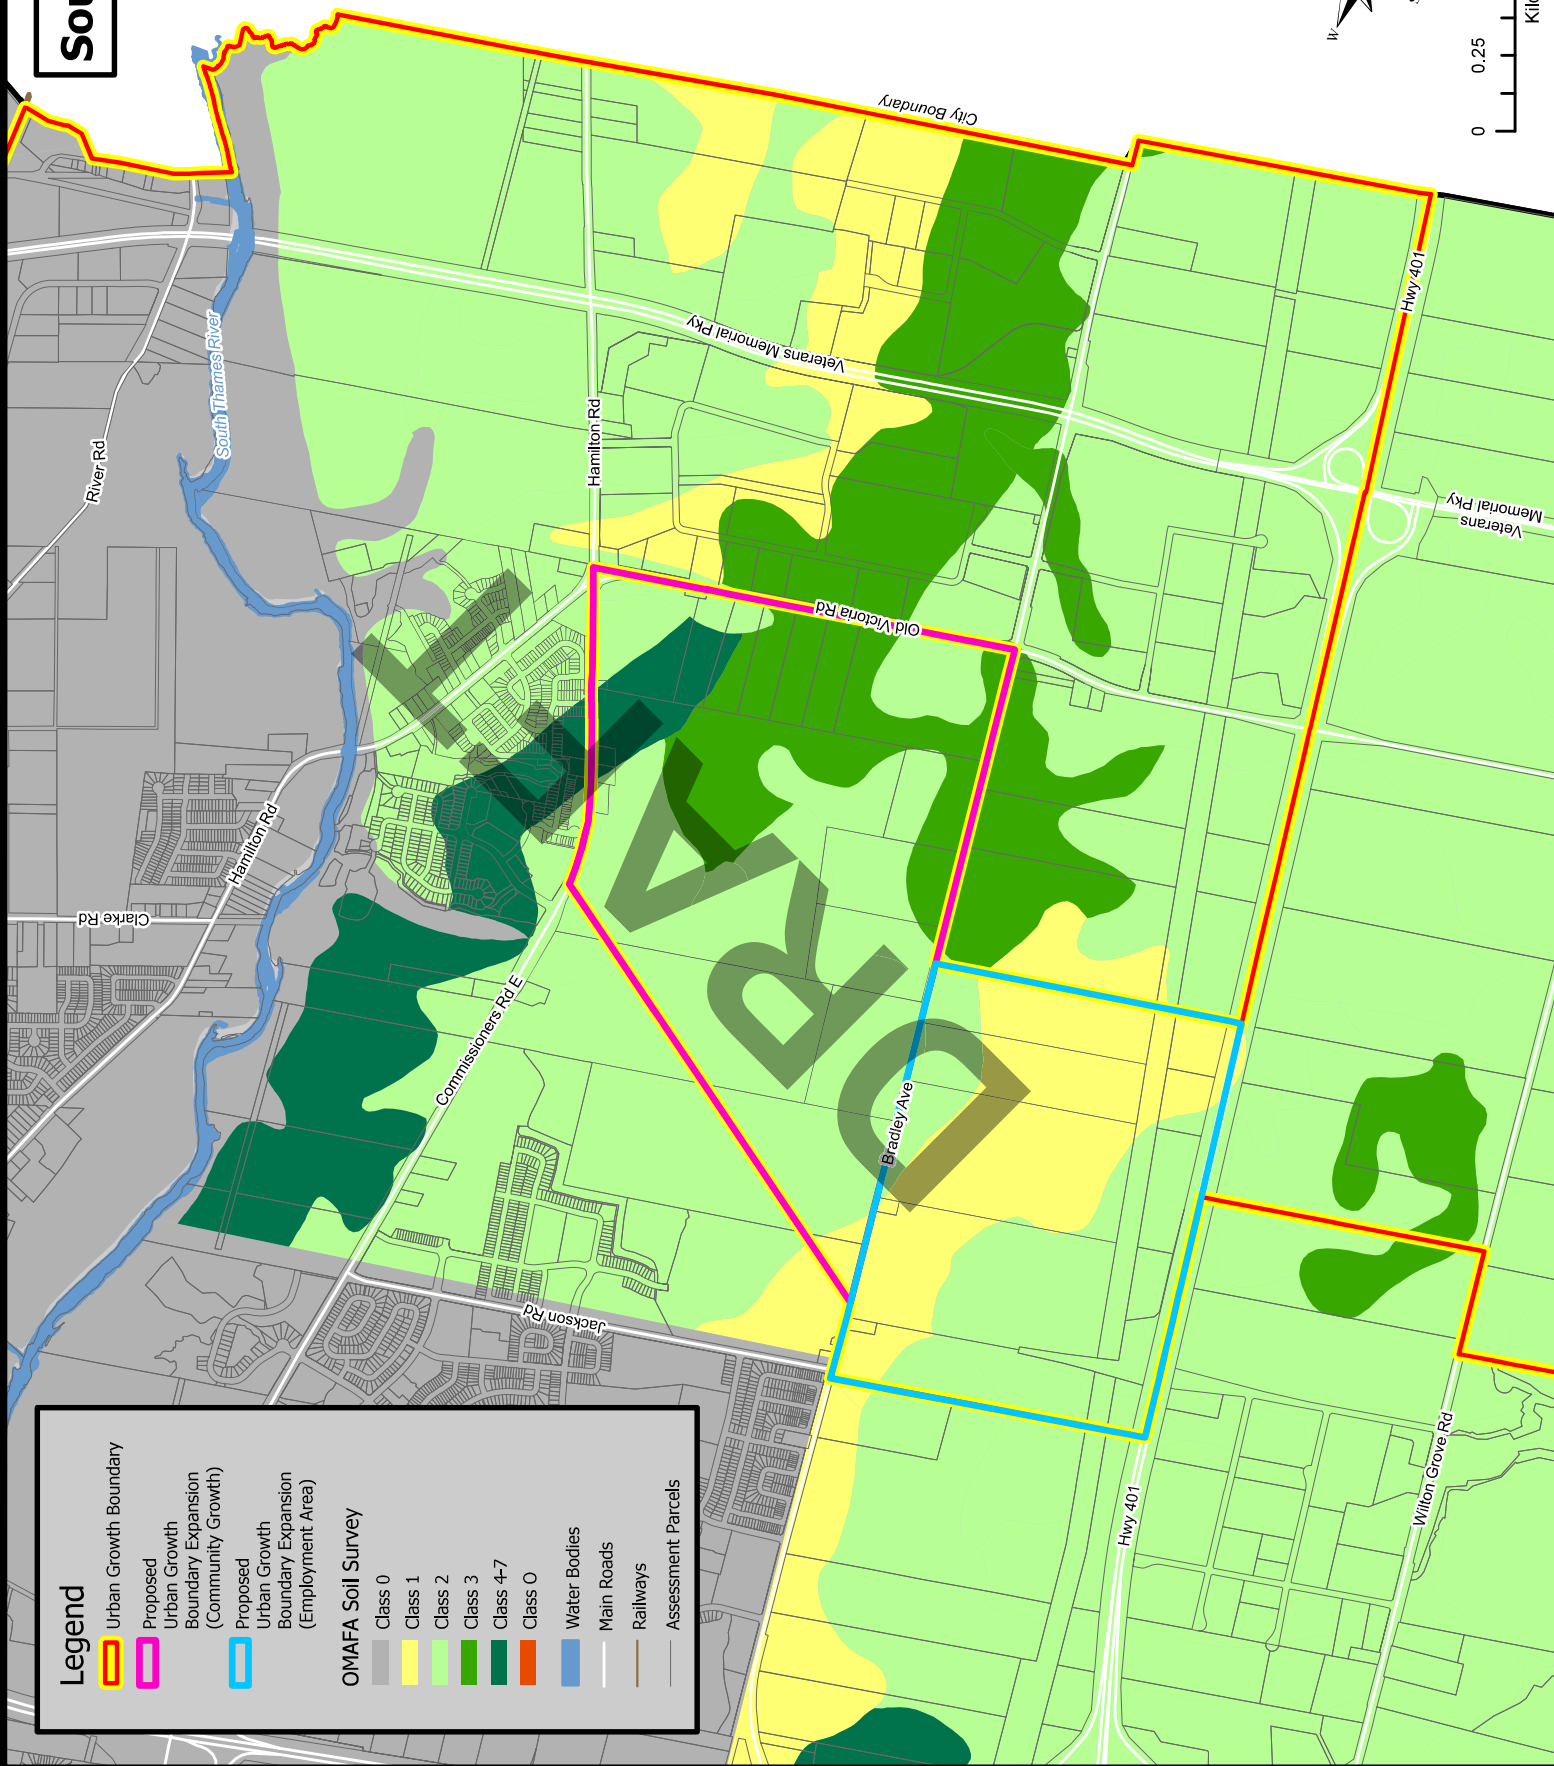 Sou
Legend
Urban Growth Boundary
Proposed
Urban Growth
Boundary Expansion
(Community Growth)
Proposed
Urban Growth
Boundary Expansion
(Employment Area)
OMAFA Soil Survey
Class 0
Class 1
Class 2
Class 3
Class 4-7
Class O
Water Bodies
Main Roads
Railways
Assessment Parcels
DRAFT
River Rd
South Thames River
Hamilton Rd
Hamilton Rd
Clarke Rd
Commissioners Rd E
Jackson Rd
Bradley Ave
Old Victoria Rd
Veterans Memorial Pky
City Boundary
Hwy 401
Veterans
Memorial Pky
Hwy 401
Wilton Grove Rd
W
0
0.25
Kilo